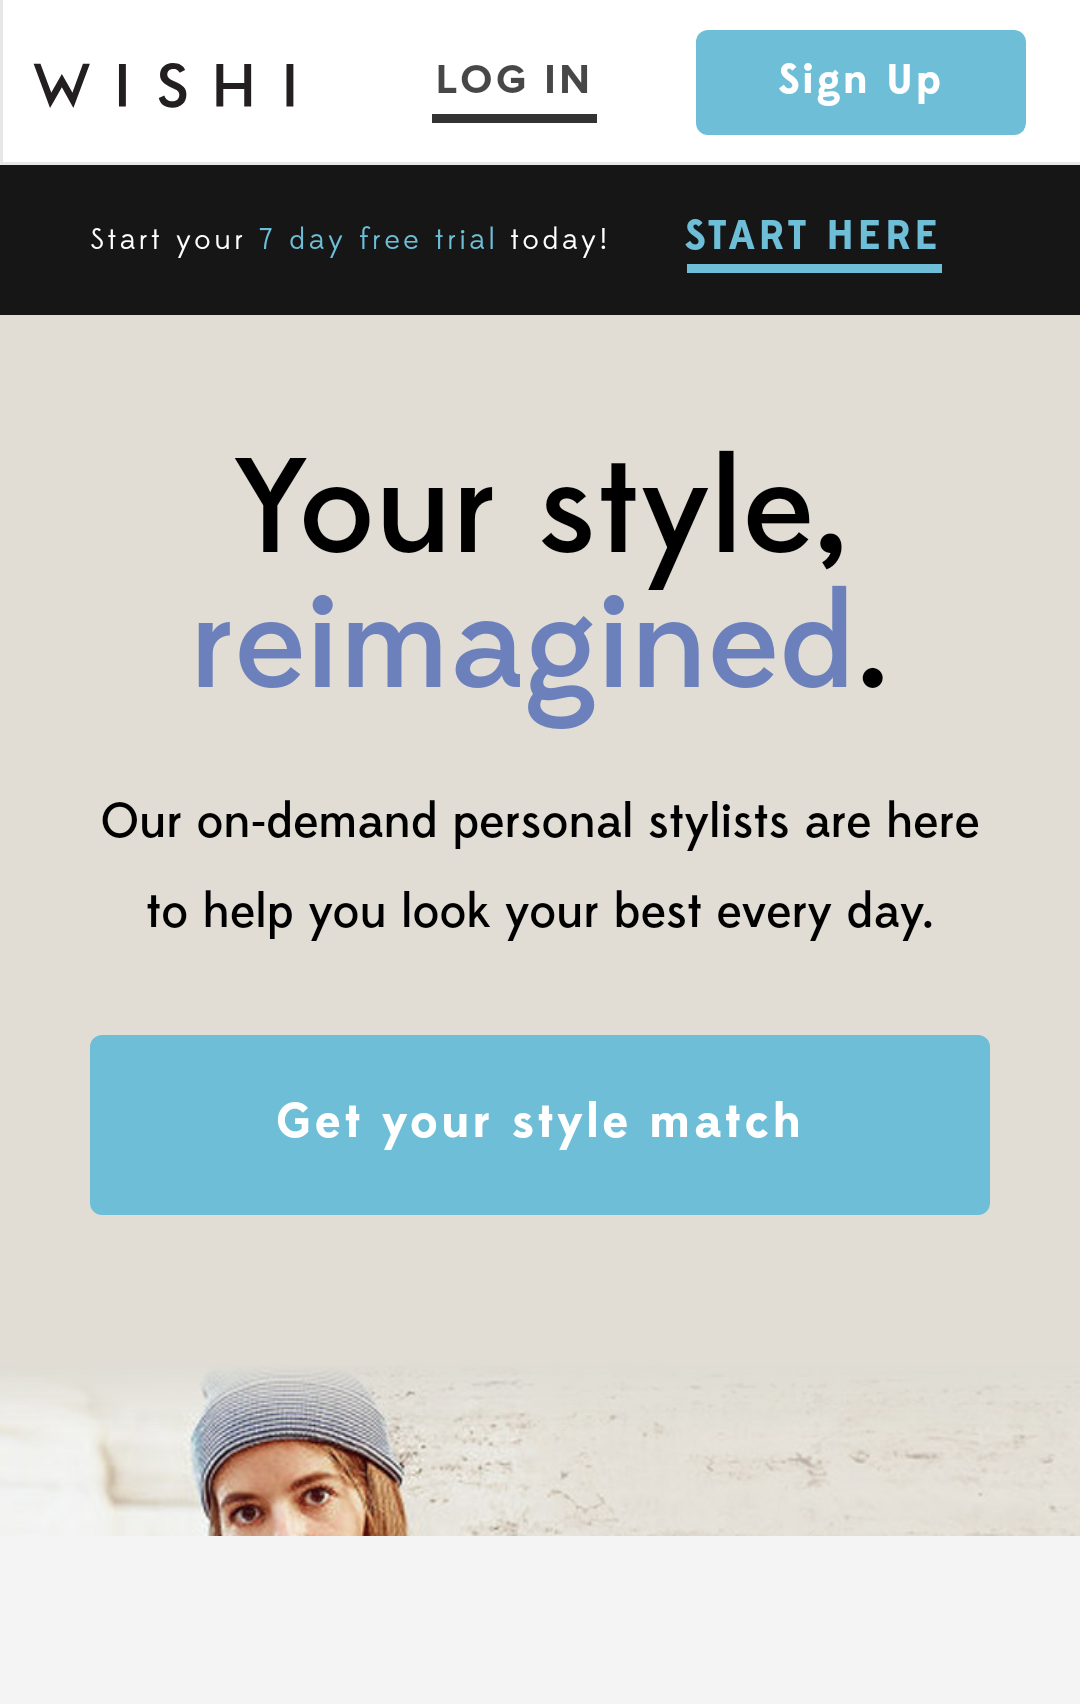 WISHI
LOG IN
Sign Up
Start your 7 day free trial today!
START HERE
Your style,
reimagined.
Our on-demand personal stylists are here
to help you look your best every day.
Get your style match